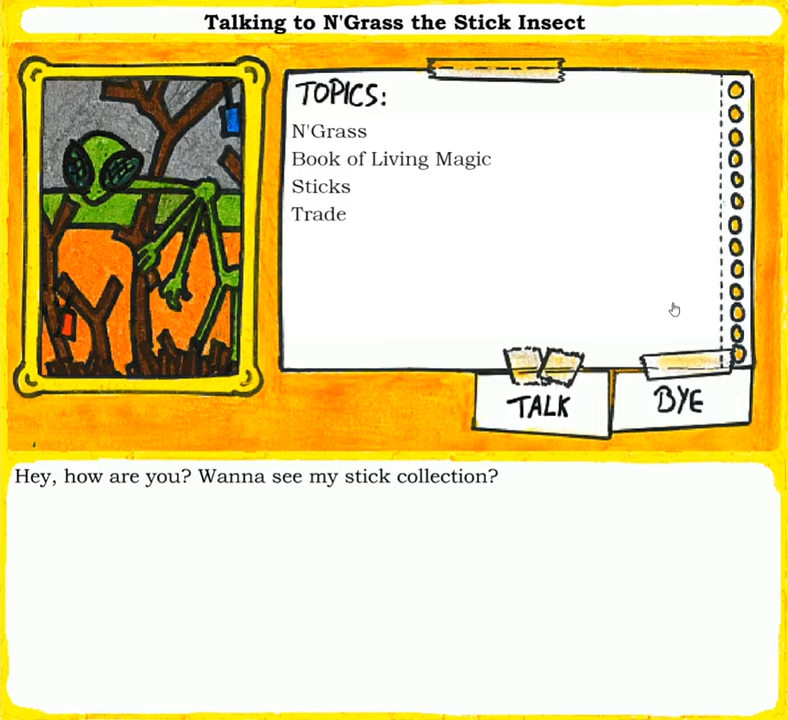 Talking to N'Grass the Stick Insect
TOPICS:
N'Grass
Book of Living Magic
Sticks
Trade
TALK
BYE
Hey, how are you? Wanna see my stick collection?